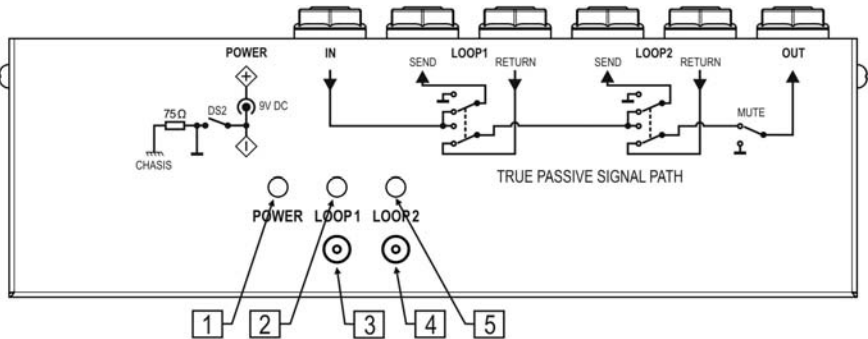 POWER
IN
LOOP1
LOOP2
OUT
SEND
RETURN
SEND
RETURN
+
9V DC
75Ω
DS2
MUTE
CHASIS
TRUE PASSIVE SIGNAL PATH
POWER LOOP1 LOOP2
1 2 3 4 5